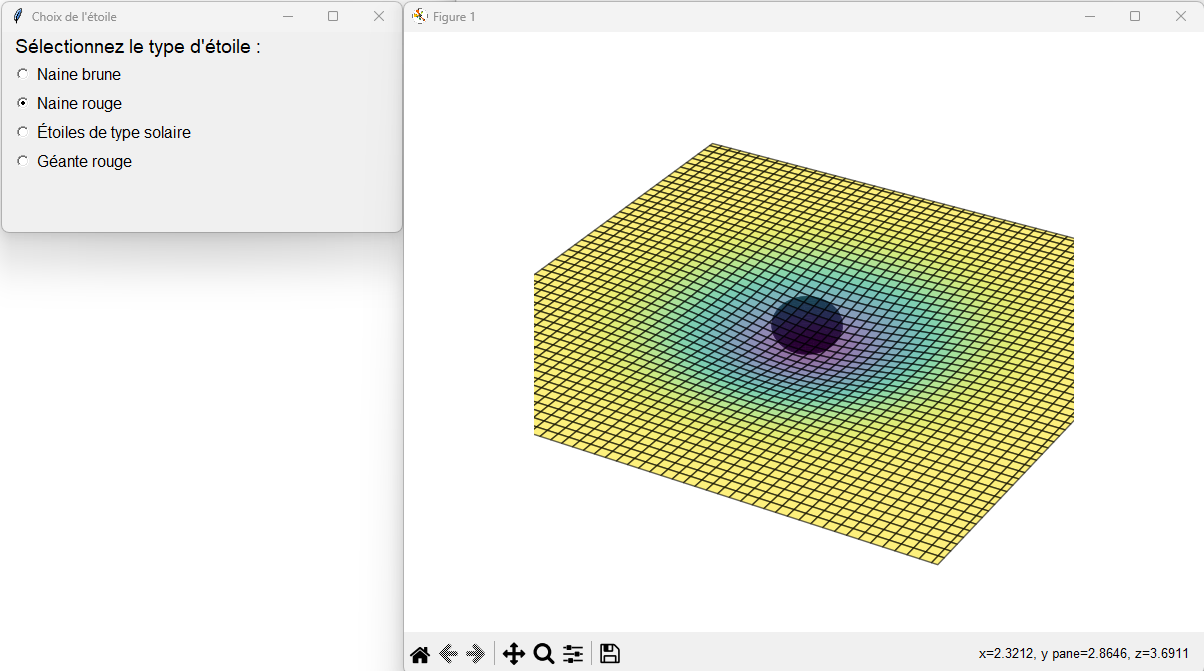 Choix de l'étoile
Sélectionnez le type d'étoile :
Naine brune
Naine rouge
Étoiles de type solaire
Géante rouge
Figure 1
x=2.3212, y pane=2.8646, z=3.6911